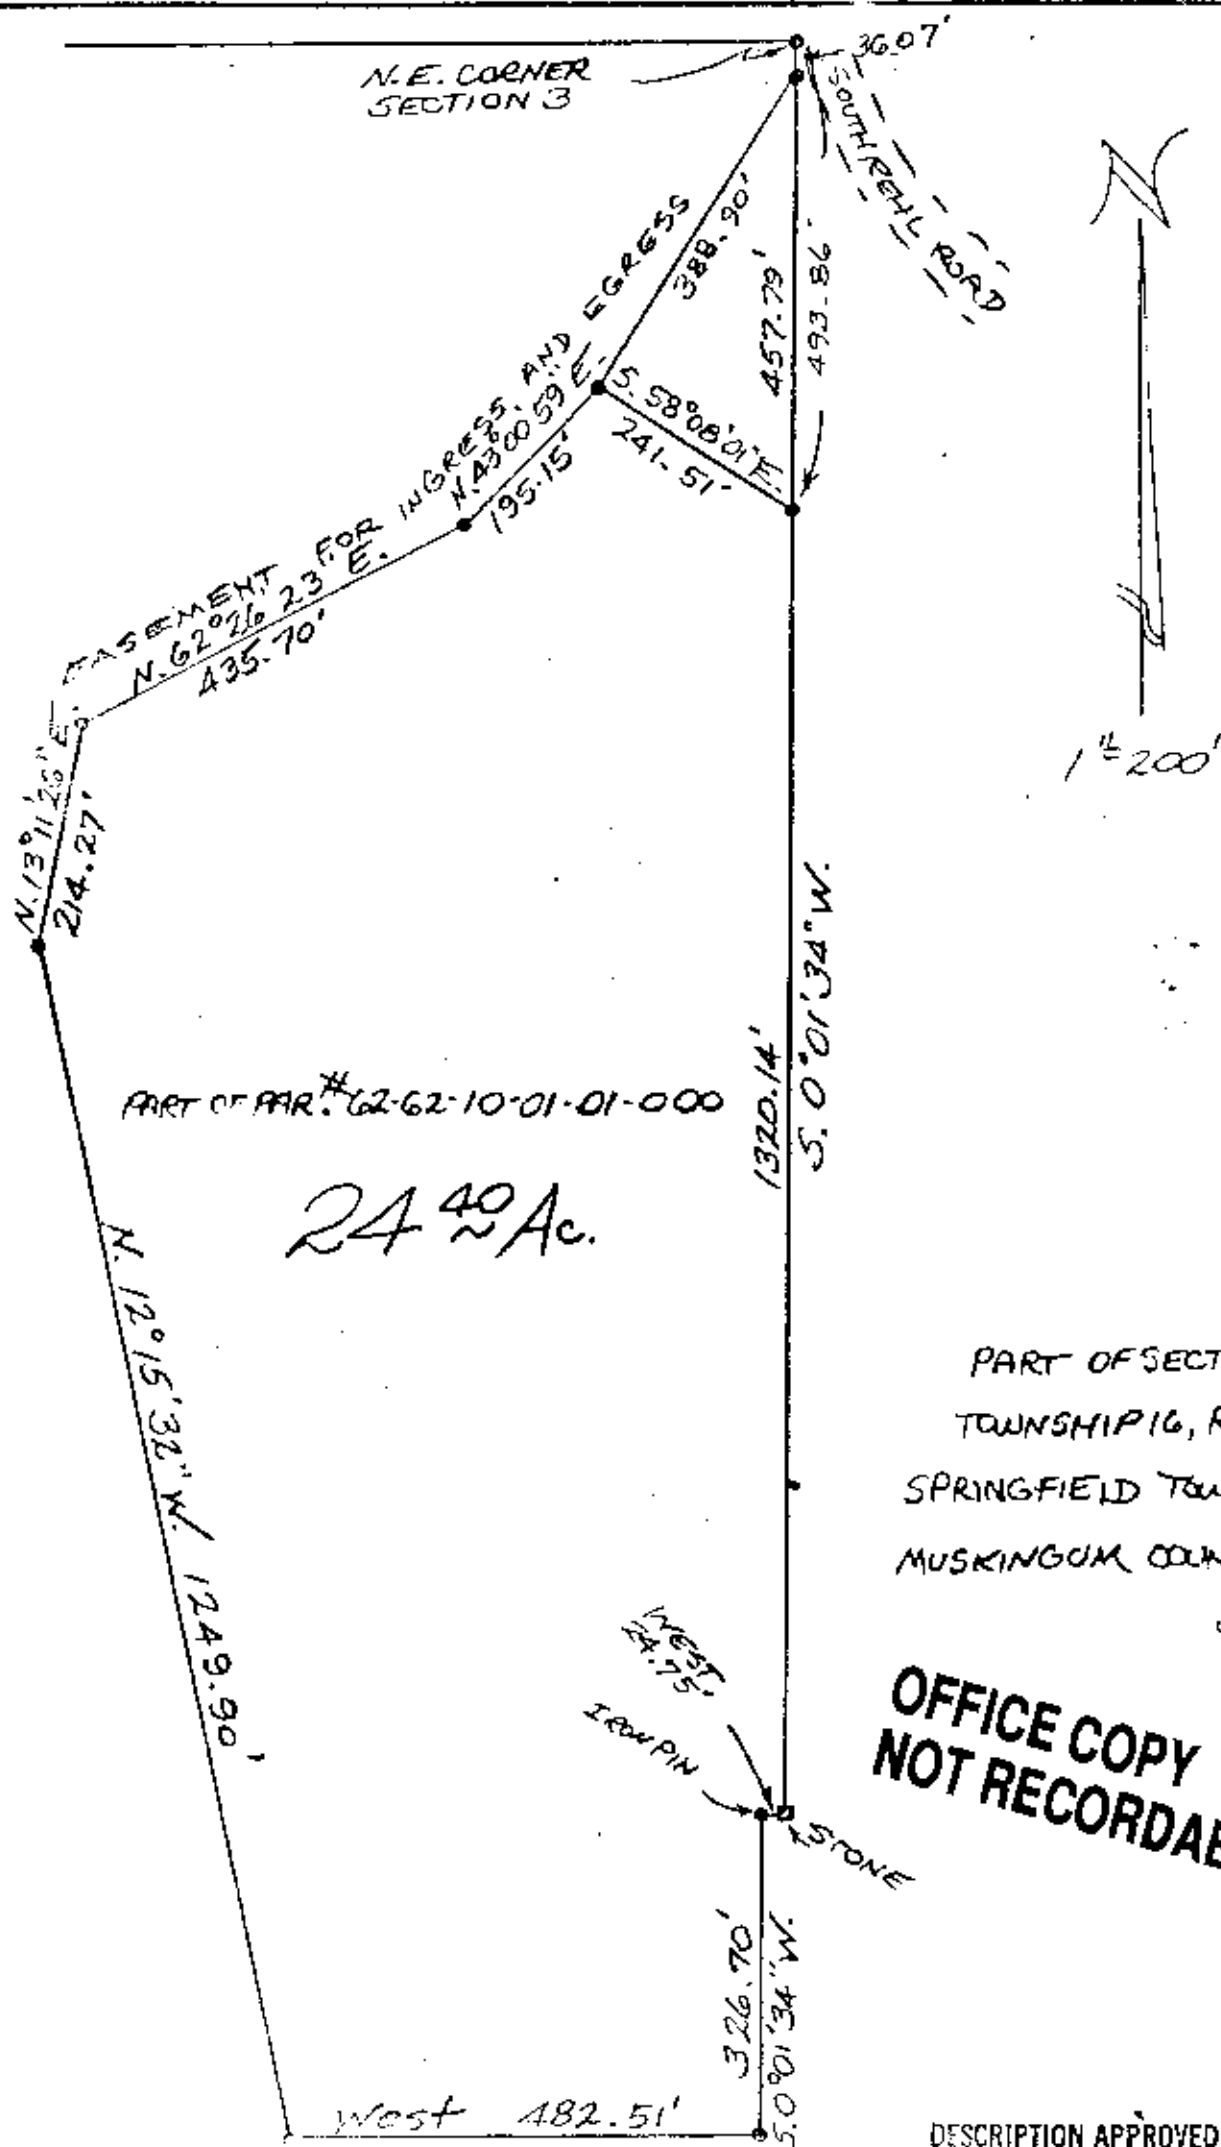 36.07'
N.E. CORNER
SECTION 3
SOUTH REHL ROAD
N
388.90'
457.79'
493.86'
EASEMENT FOR INGRESS, AND EGRESS
N. 43°00'59" E.
195.15'
S. 58°08'01" E.
241.51'
N. 62°26'23" E.
435.70'
1"=200'
N. 13°11'26" E.
214.27'
1320.14'
S. 0°01'34" W.
PART OF PAR.# 62-62-10-01-01-000
24 40 Ac.
N. 12°15'32" W. 1249.90'
PART OF SECT
TOWNSHIP 16, R
SPRINGFIELD TOW
MUSKINGUM COUN
WEST
24.75'
IRON PIN
STONE
OFFICE COPY
NOT RECORDAB
326.70'
S. 0°01'34" W.
West 482.51'
DESCRIPTION APPROVED